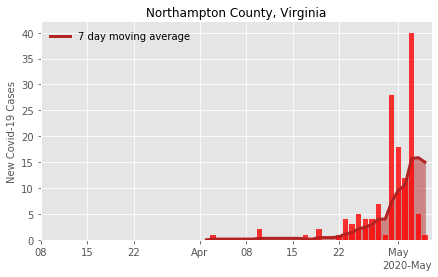 Northampton County, Virginia
7 day moving average
New Covid-19 Cases
40
35
30
25
20
15
10
5
0
08 15 22 Apr 08 15 22 May
2020-May